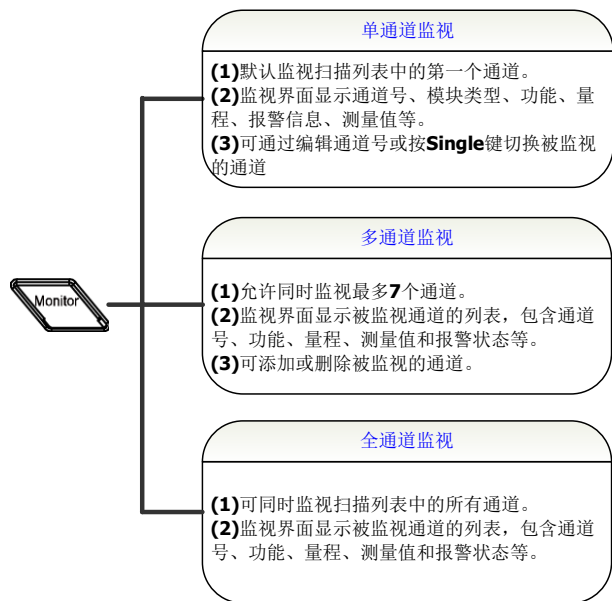 单通道监视
(1)默认监视扫描列表中的第一个通道。
(2)监视界面显示通道号、模块类型、功能、量
程、报警信息、测量值等。
(3)可通过编辑通道号或按Single键切换被监视
的通道
Monitor
多通道监视
(1)允许同时监视最多7个通道。
(2)监视界面显示被监视通道的列表，包含通道
号、功能、量程、测量值和报警状态等。
(3)可添加或删除被监视的通道。
全通道监视
(1)可同时监视扫描列表中的所有通道。
(2)监视界面显示被监视通道的列表，包含通道
号、功能、量程、测量值和报警状态等。